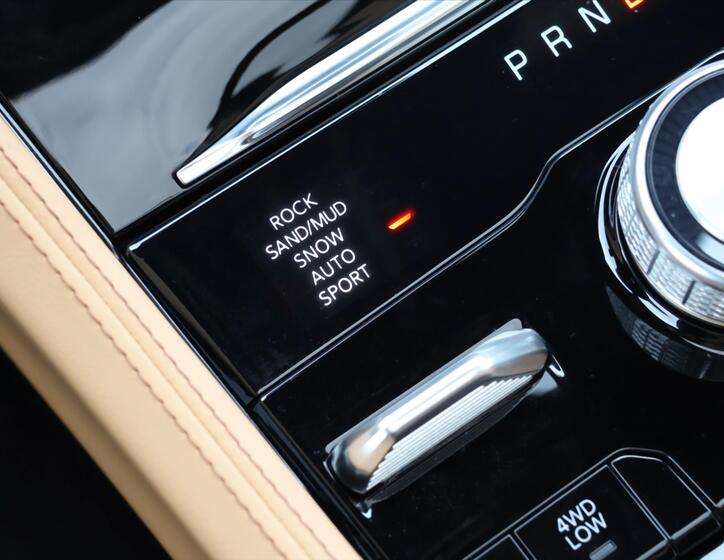 P R N
ROCK
SAND/MUD
SNOW
AUTO
SPORT
4WD
LOW